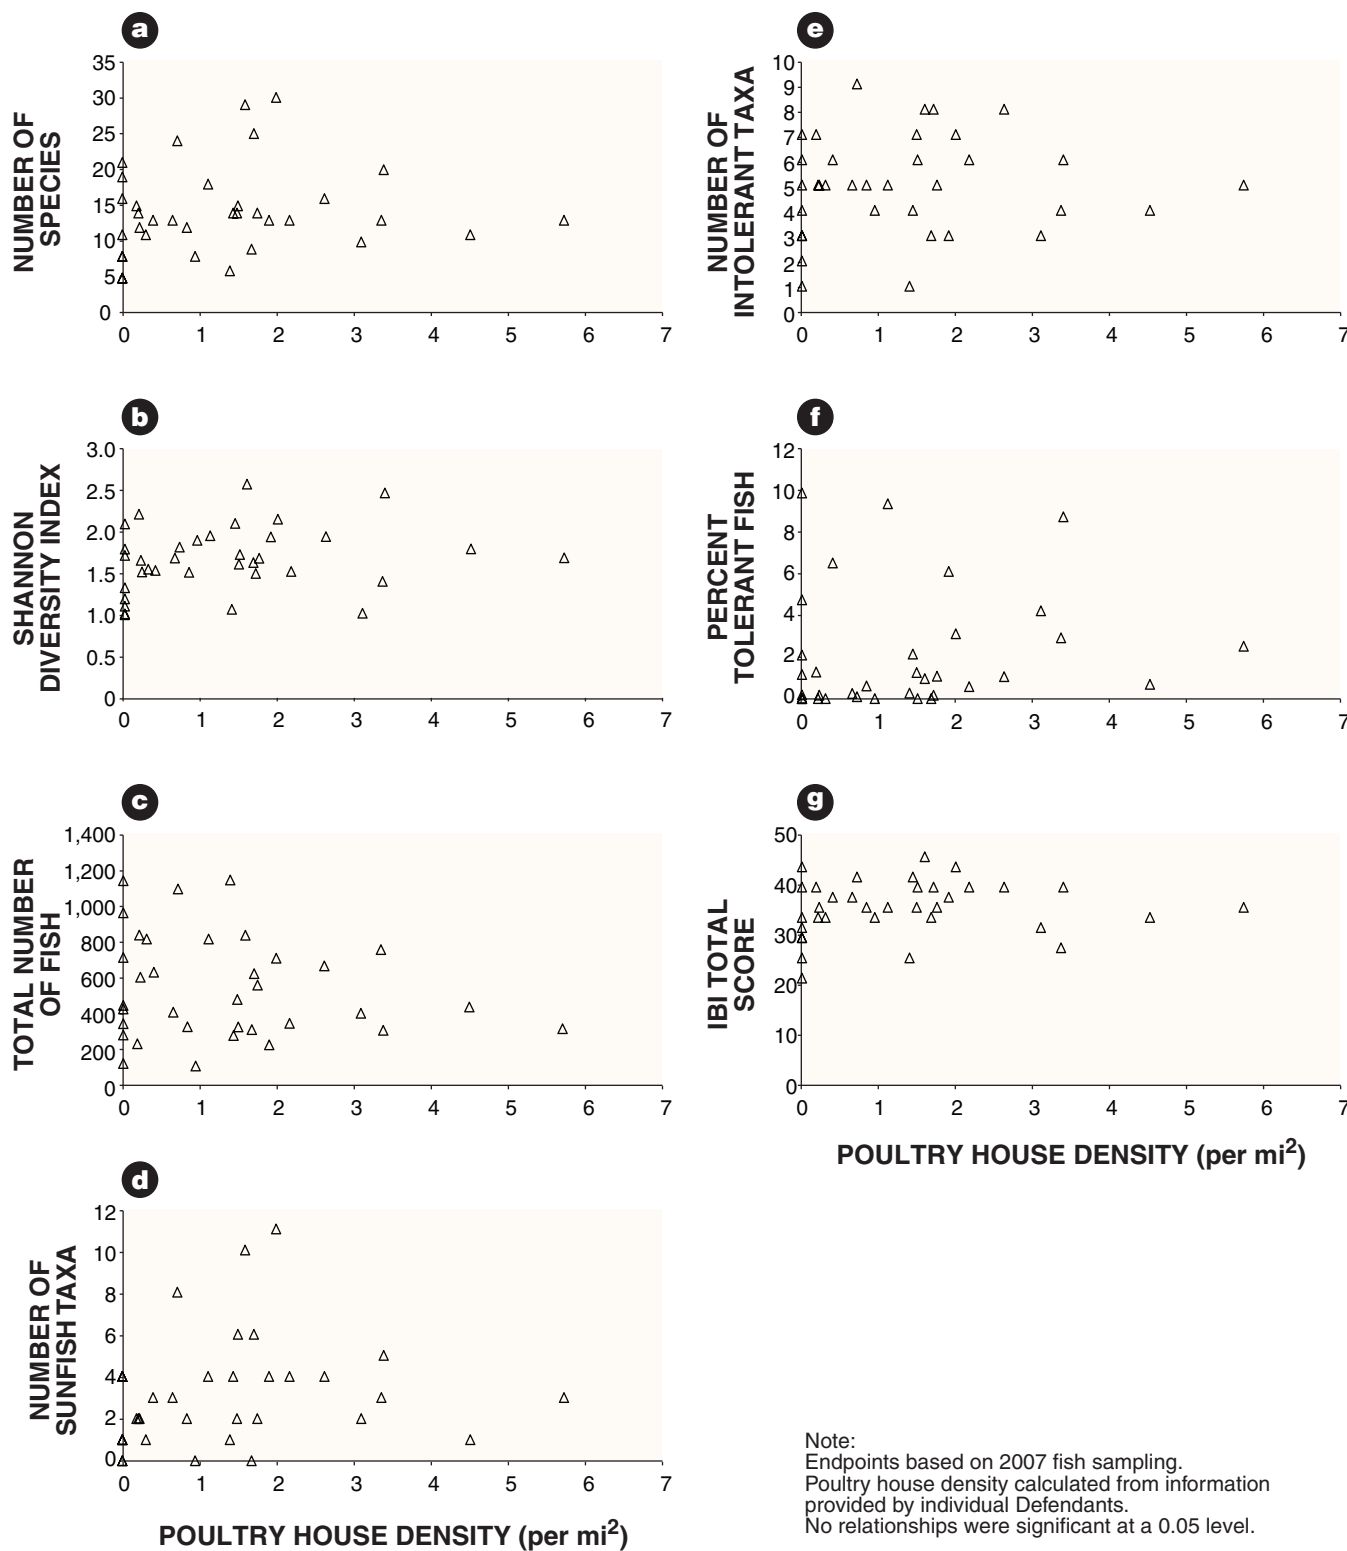 a
35
30
25
20
15
10
5
0
NUMBER OF
SPECIES
0 1 2 3 4 5 6 7
b
3.0
2.5
2.0
1.5
1.0
0.5
0
SHANNON
DIVERSITY INDEX
0 1 2 3 4 5 6 7
c
1,400
1,200
1,000
800
600
400
200
0
TOTAL NUMBER
OF FISH
0 1 2 3 4 5 6 7
d
12
10
8
6
4
2
0
NUMBER OF
SUNFISH TAXA
0 1 2 3 4 5 6 7
POULTRY HOUSE DENSITY (per mi²)
e
10
9
8
7
6
5
4
3
2
1
0
NUMBER OF
INTOLERANT TAXA
0 1 2 3 4 5 6 7
f
12
10
8
6
4
2
0
PERCENT
TOLERANT FISH
0 1 2 3 4 5 6 7
g
50
40
30
20
10
0
IBI TOTAL
SCORE
0 1 2 3 4 5 6 7
POULTRY HOUSE DENSITY (per mi²)
Note:
Endpoints based on 2007 fish sampling.
Poultry house density calculated from information
provided by individual Defendants.
No relationships were significant at a 0.05 level.